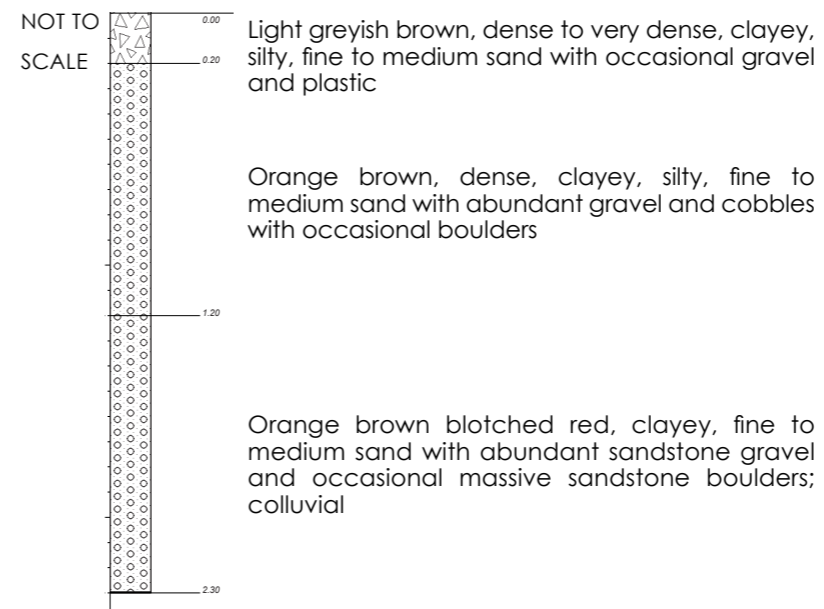 NOT TO
SCALE
0.00
0.20
Light greyish brown, dense to very dense, clayey,
silty, fine to medium sand with occasional gravel
and plastic
Orange brown, dense, clayey, silty, fine to
medium sand with abundant gravel and cobbles
with occasional boulders
1.20
Orange brown blotched red, clayey, fine to
medium sand with abundant sandstone gravel
and occasional massive sandstone boulders;
colluvial
2.30